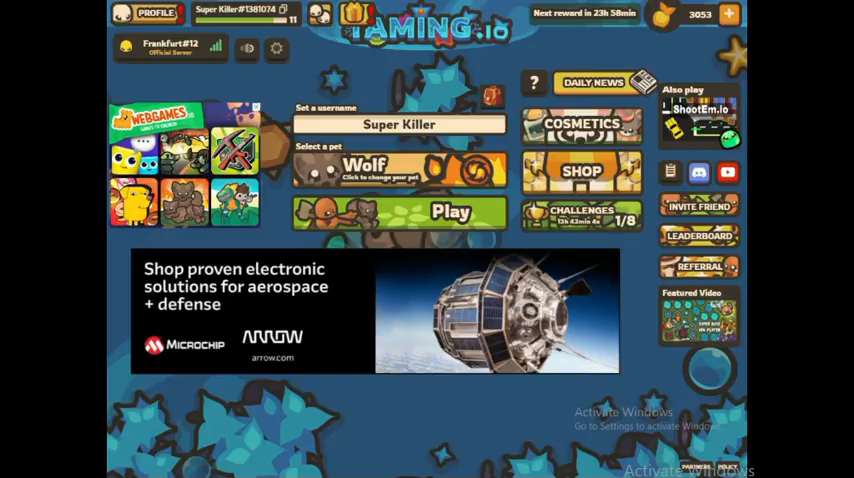 PROFILE
Super Killer#1381074
11
TAMING.io
Next reward in 23h 58min
3053
Frankfurt#12
Official Server
?
DAILY NEWS
Also play
ShootEm.io
WEBGAMES
Set a username
Super Killer
COSMETICS
Select a pet
Wolf
Click to change your pet
SHOP
Play
CHALLENGES
13h 42min 4s
1/8
INVITE FRIEND
LEADERBOARD
REFERRAL
Featured Video
Shop proven electronic
solutions for aerospace
+ defense
MICROCHIP
ARROW
arrow.com
Activate Windows
Go to Settings to activate Windows.
Activate Windows
PARTNERS
POLICY